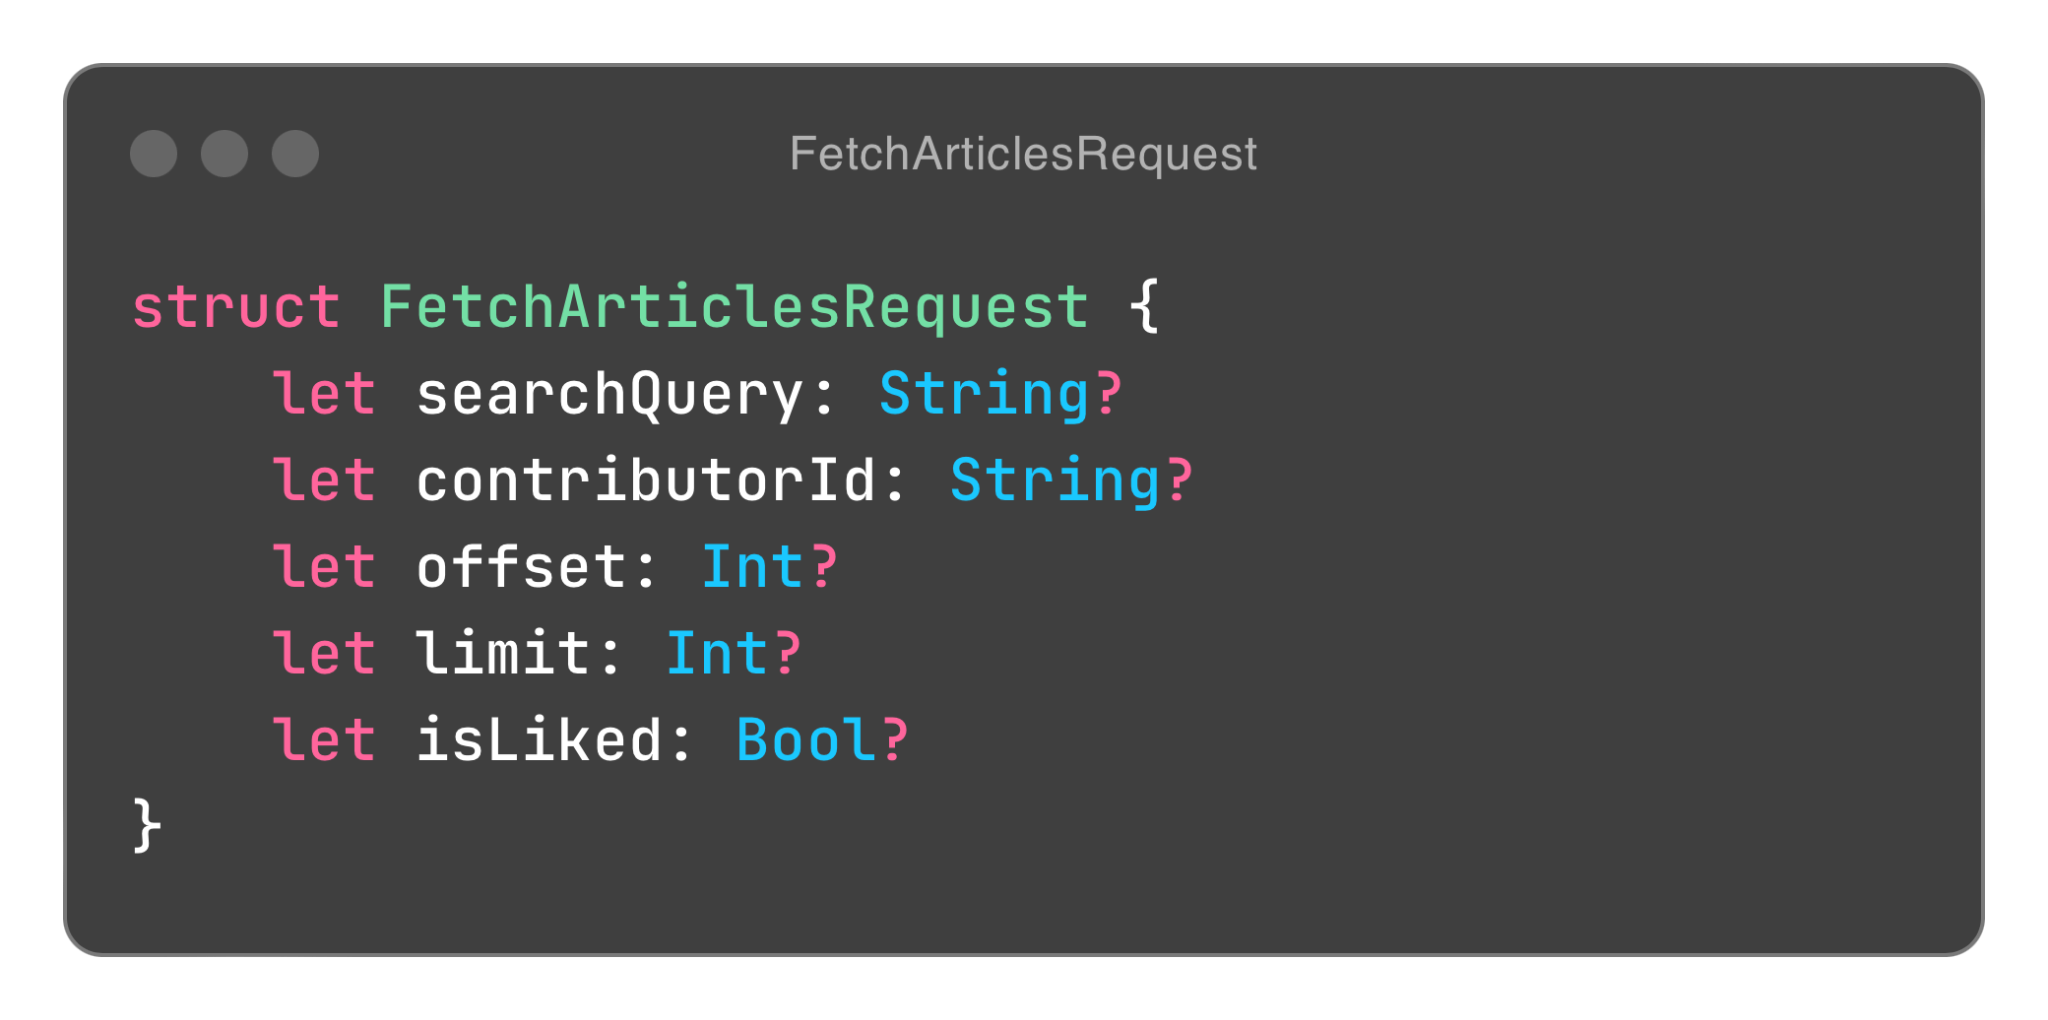 FetchArticlesRequest
struct FetchArticlesRequest {
    let searchQuery: String?
    let contributorId: String?
    let offset: Int?
    let limit: Int?
    let isLiked: Bool?
}